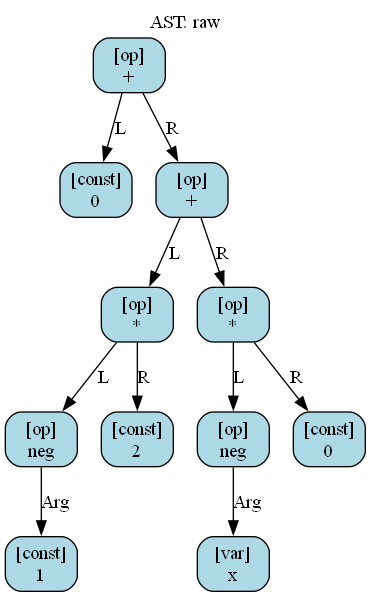 AST: raw
[op]
+
L
R
[const]
0
[op]
+
L
R
[op]
*
[op]
*
L
R
L
R
[op]
neg
[const]
2
[op]
neg
[const]
0
Arg
Arg
[const]
1
[var]
x